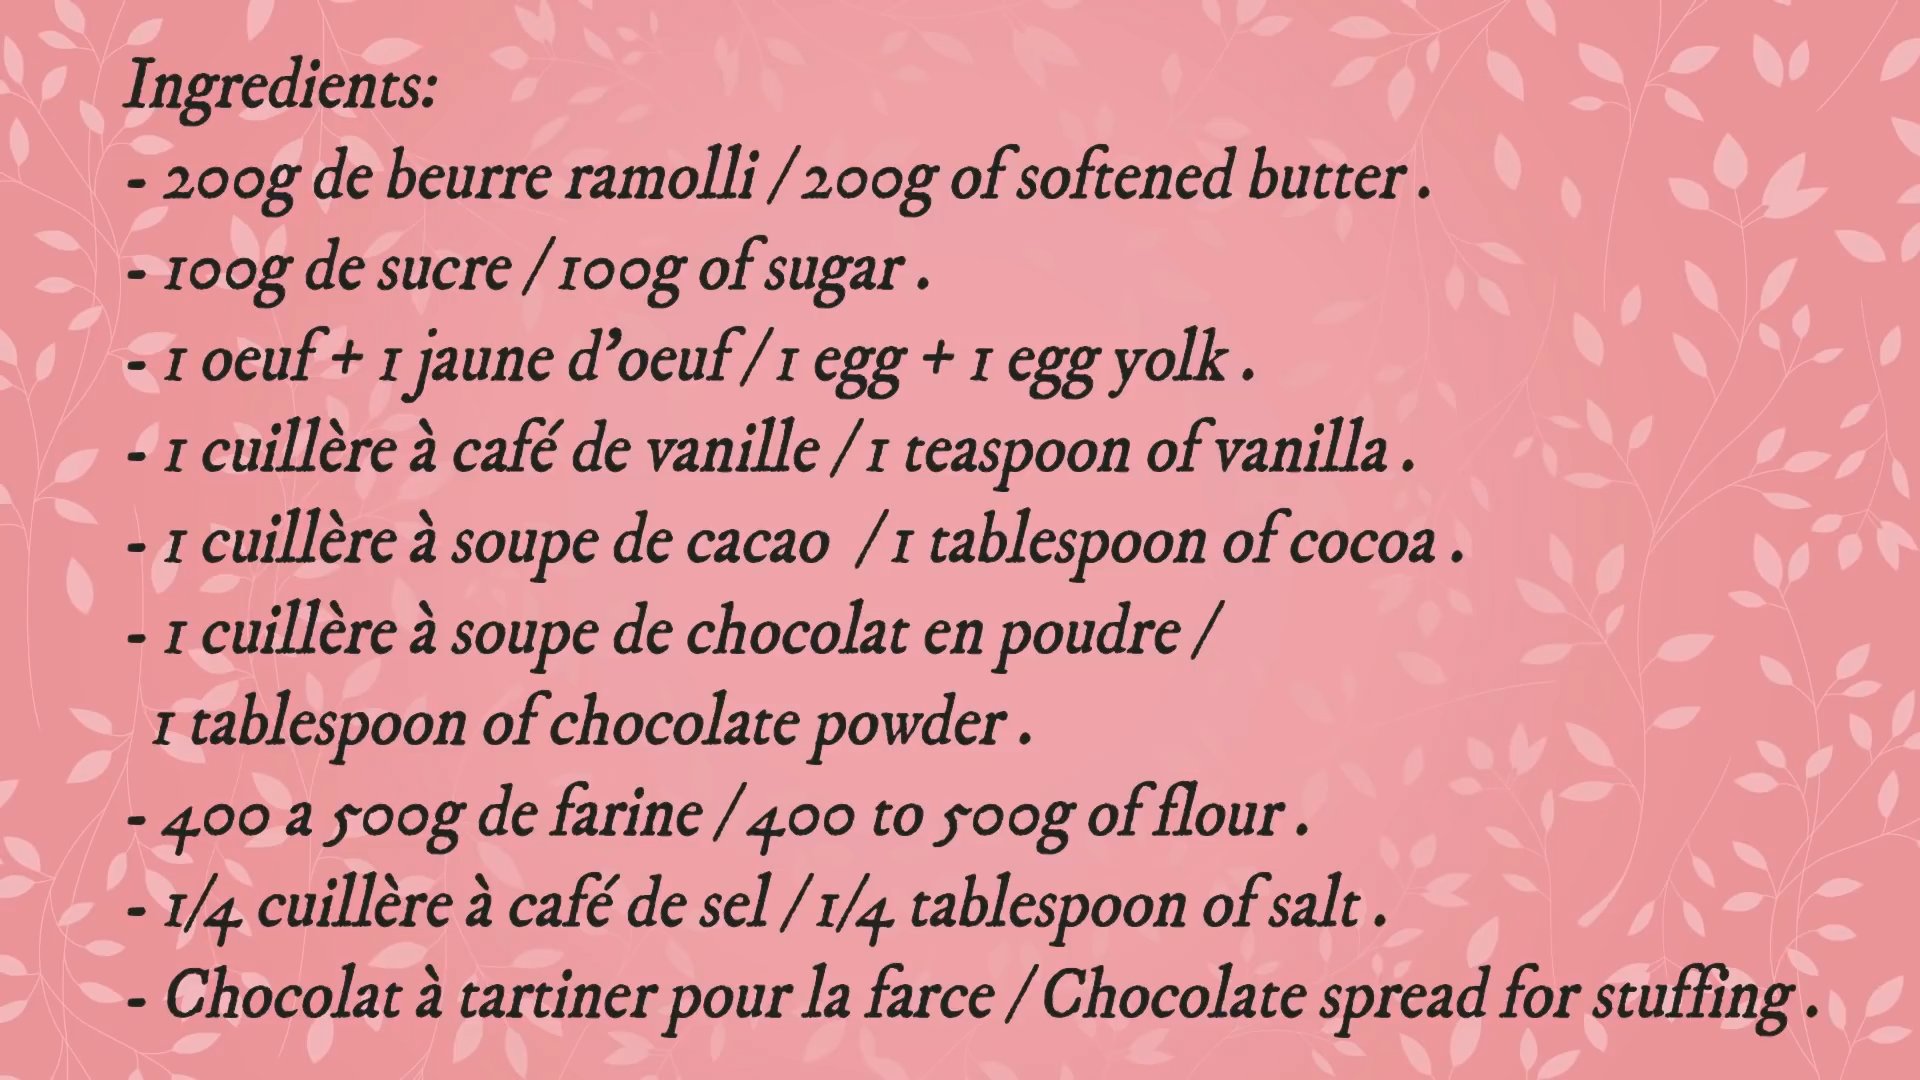 Ingredients:
- 200g de beurre ramolli / 200g of softened butter .
- 100g de sucre / 100g of sugar .
- 1 oeuf + 1 jaune d'oeuf / 1 egg + 1 egg yolk .
- 1 cuillère à café de vanille / 1 teaspoon of vanilla .
- 1 cuillère à soupe de cacao / 1 tablespoon of cocoa .
- 1 cuillère à soupe de chocolat en poudre /
1 tablespoon of chocolate powder .
- 400 a 500g de farine / 400 to 500g of flour .
- 1/4 cuillère à café de sel / 1/4 tablespoon of salt .
- Chocolat à tartiner pour la farce / Chocolate spread for stuffing .